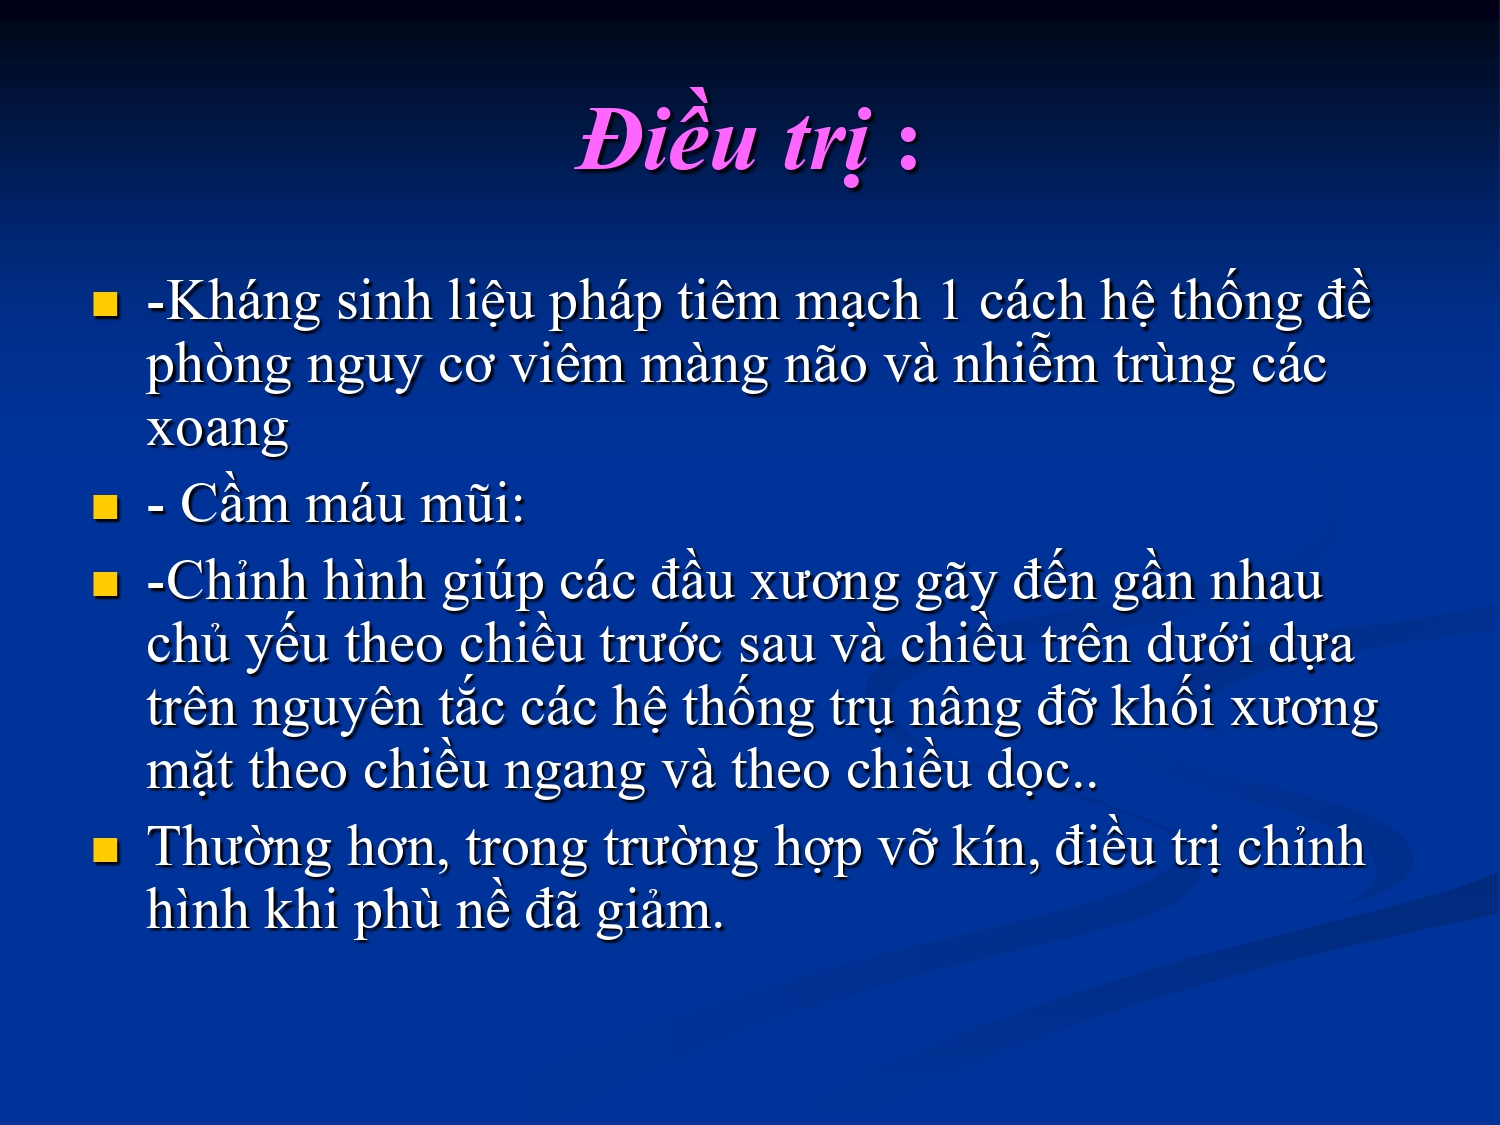 Điều trị :
-Kháng sinh liệu pháp tiêm mạch 1 cách hệ thống đề
phòng nguy cơ viêm màng não và nhiễm trùng các
xoang
- Cầm máu mũi:
-Chỉnh hình giúp các đầu xương gãy đến gần nhau
chủ yếu theo chiều trước sau và chiều trên dưới dựa
trên nguyên tắc các hệ thống trụ nâng đỡ khối xương
mặt theo chiều ngang và theo chiều dọc..
Thường hơn, trong trường hợp vỡ kín, điều trị chỉnh
hình khi phù nề đã giảm.